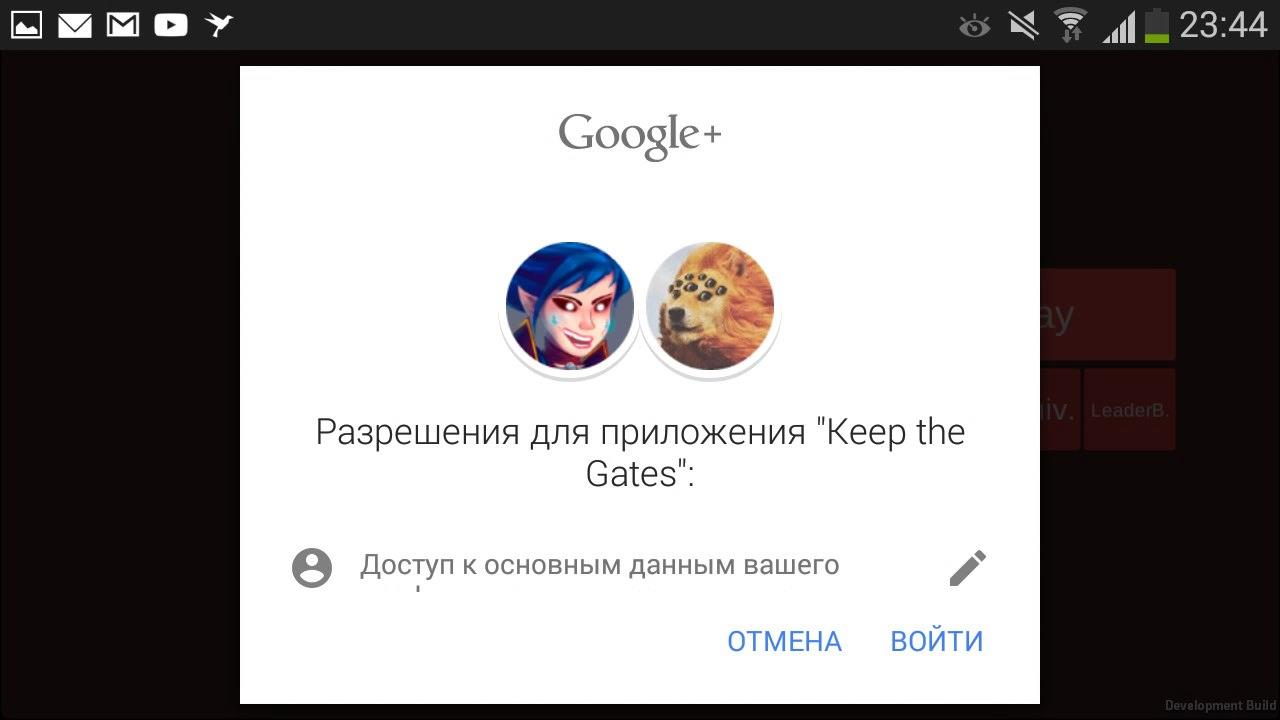 23:44
Google+
Разрешения для приложения "Keep the
Gates":
Доступ к основным данным вашего
ОТМЕНА ВОЙТИ
ay
iv. LeaderB.
Development Build